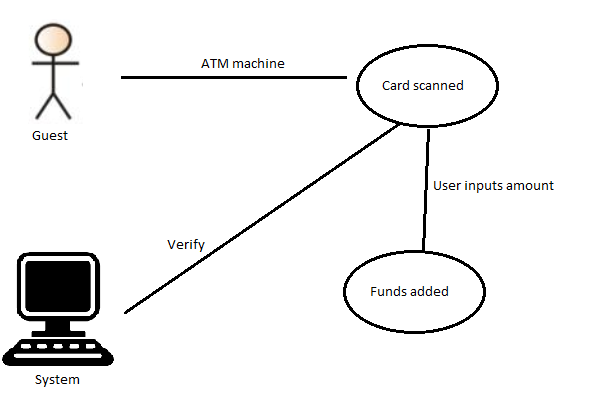 ATM machine
Card scanned
Guest
User inputs amount
Verify
Funds added
System